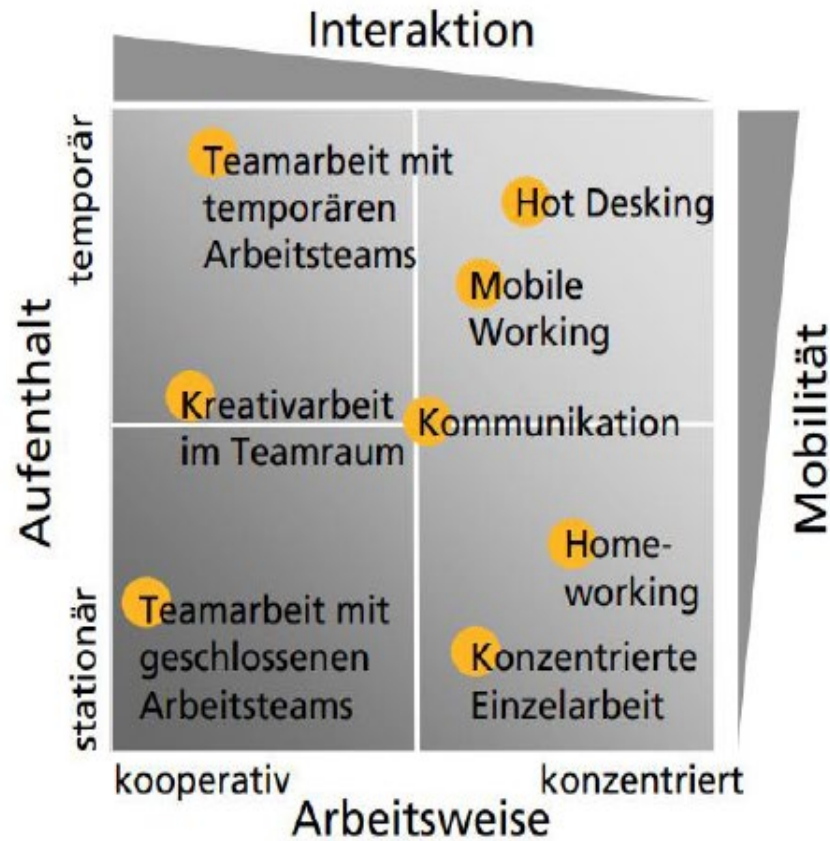 Interaktion
temporär
Aufenthalt
stationär
Teamarbeit mit
temporären
Arbeitsteams
Hot Desking
Mobile
Working
Kreativarbeit
im Teamraum
Kommunikation
Home-
working
Teamarbeit mit
geschlossenen
Arbeitsteams
Konzentrierte
Einzelarbeit
Mobilität
kooperativ
konzentriert
Arbeitsweise